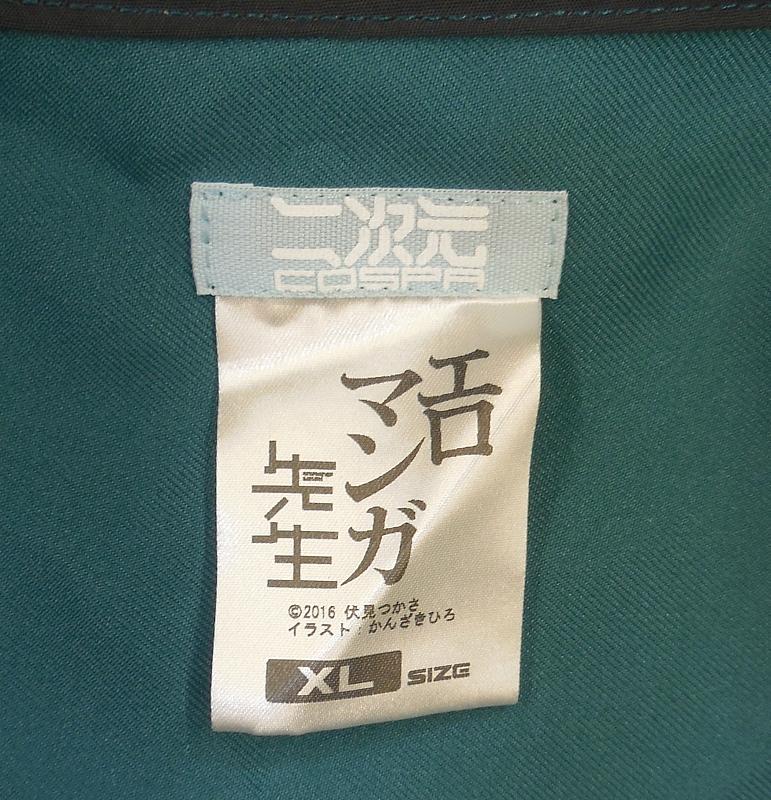 二次元
COSPA
エロ
マンガ
先生
©2016 伏見つかさ
イラスト：かんざきひろ
XL SIZE